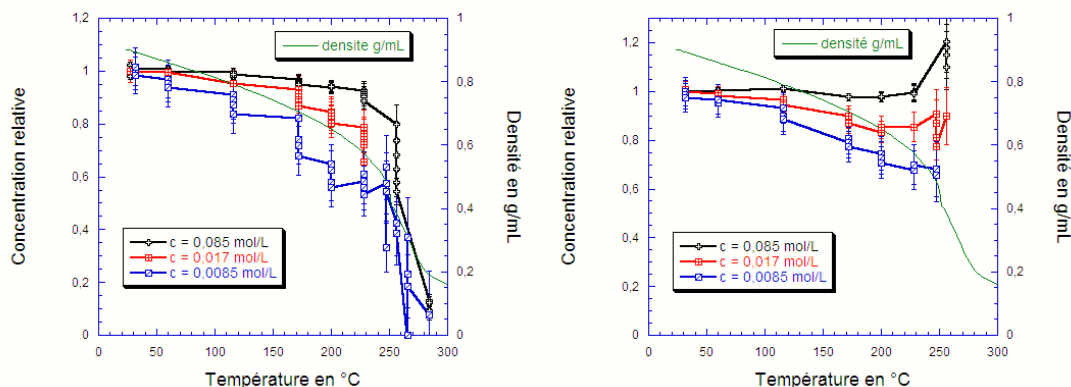 densite g/mL
Concentration relative
1,2
1
0,8
0,6
0,4
0,2
0
1
0,8
0,6
0,4
0,2
0
Densité en g/mL
c = 0,085 mol/L
c = 0,017 mol/L
c = 0,0085 mol/L
0 50 100 150 200 250 300
Température en °C
densité g/mL
Concentration relative
1,2
1
0,8
0,6
0,4
0,2
0
1
0,8
0,6
0,4
0,2
0
Densité en g/mL
c = 0,085 mol/L
c = 0,017 mol/L
c = 0,0085 mol/L
0 50 100 150 200 250 300
Température en °C